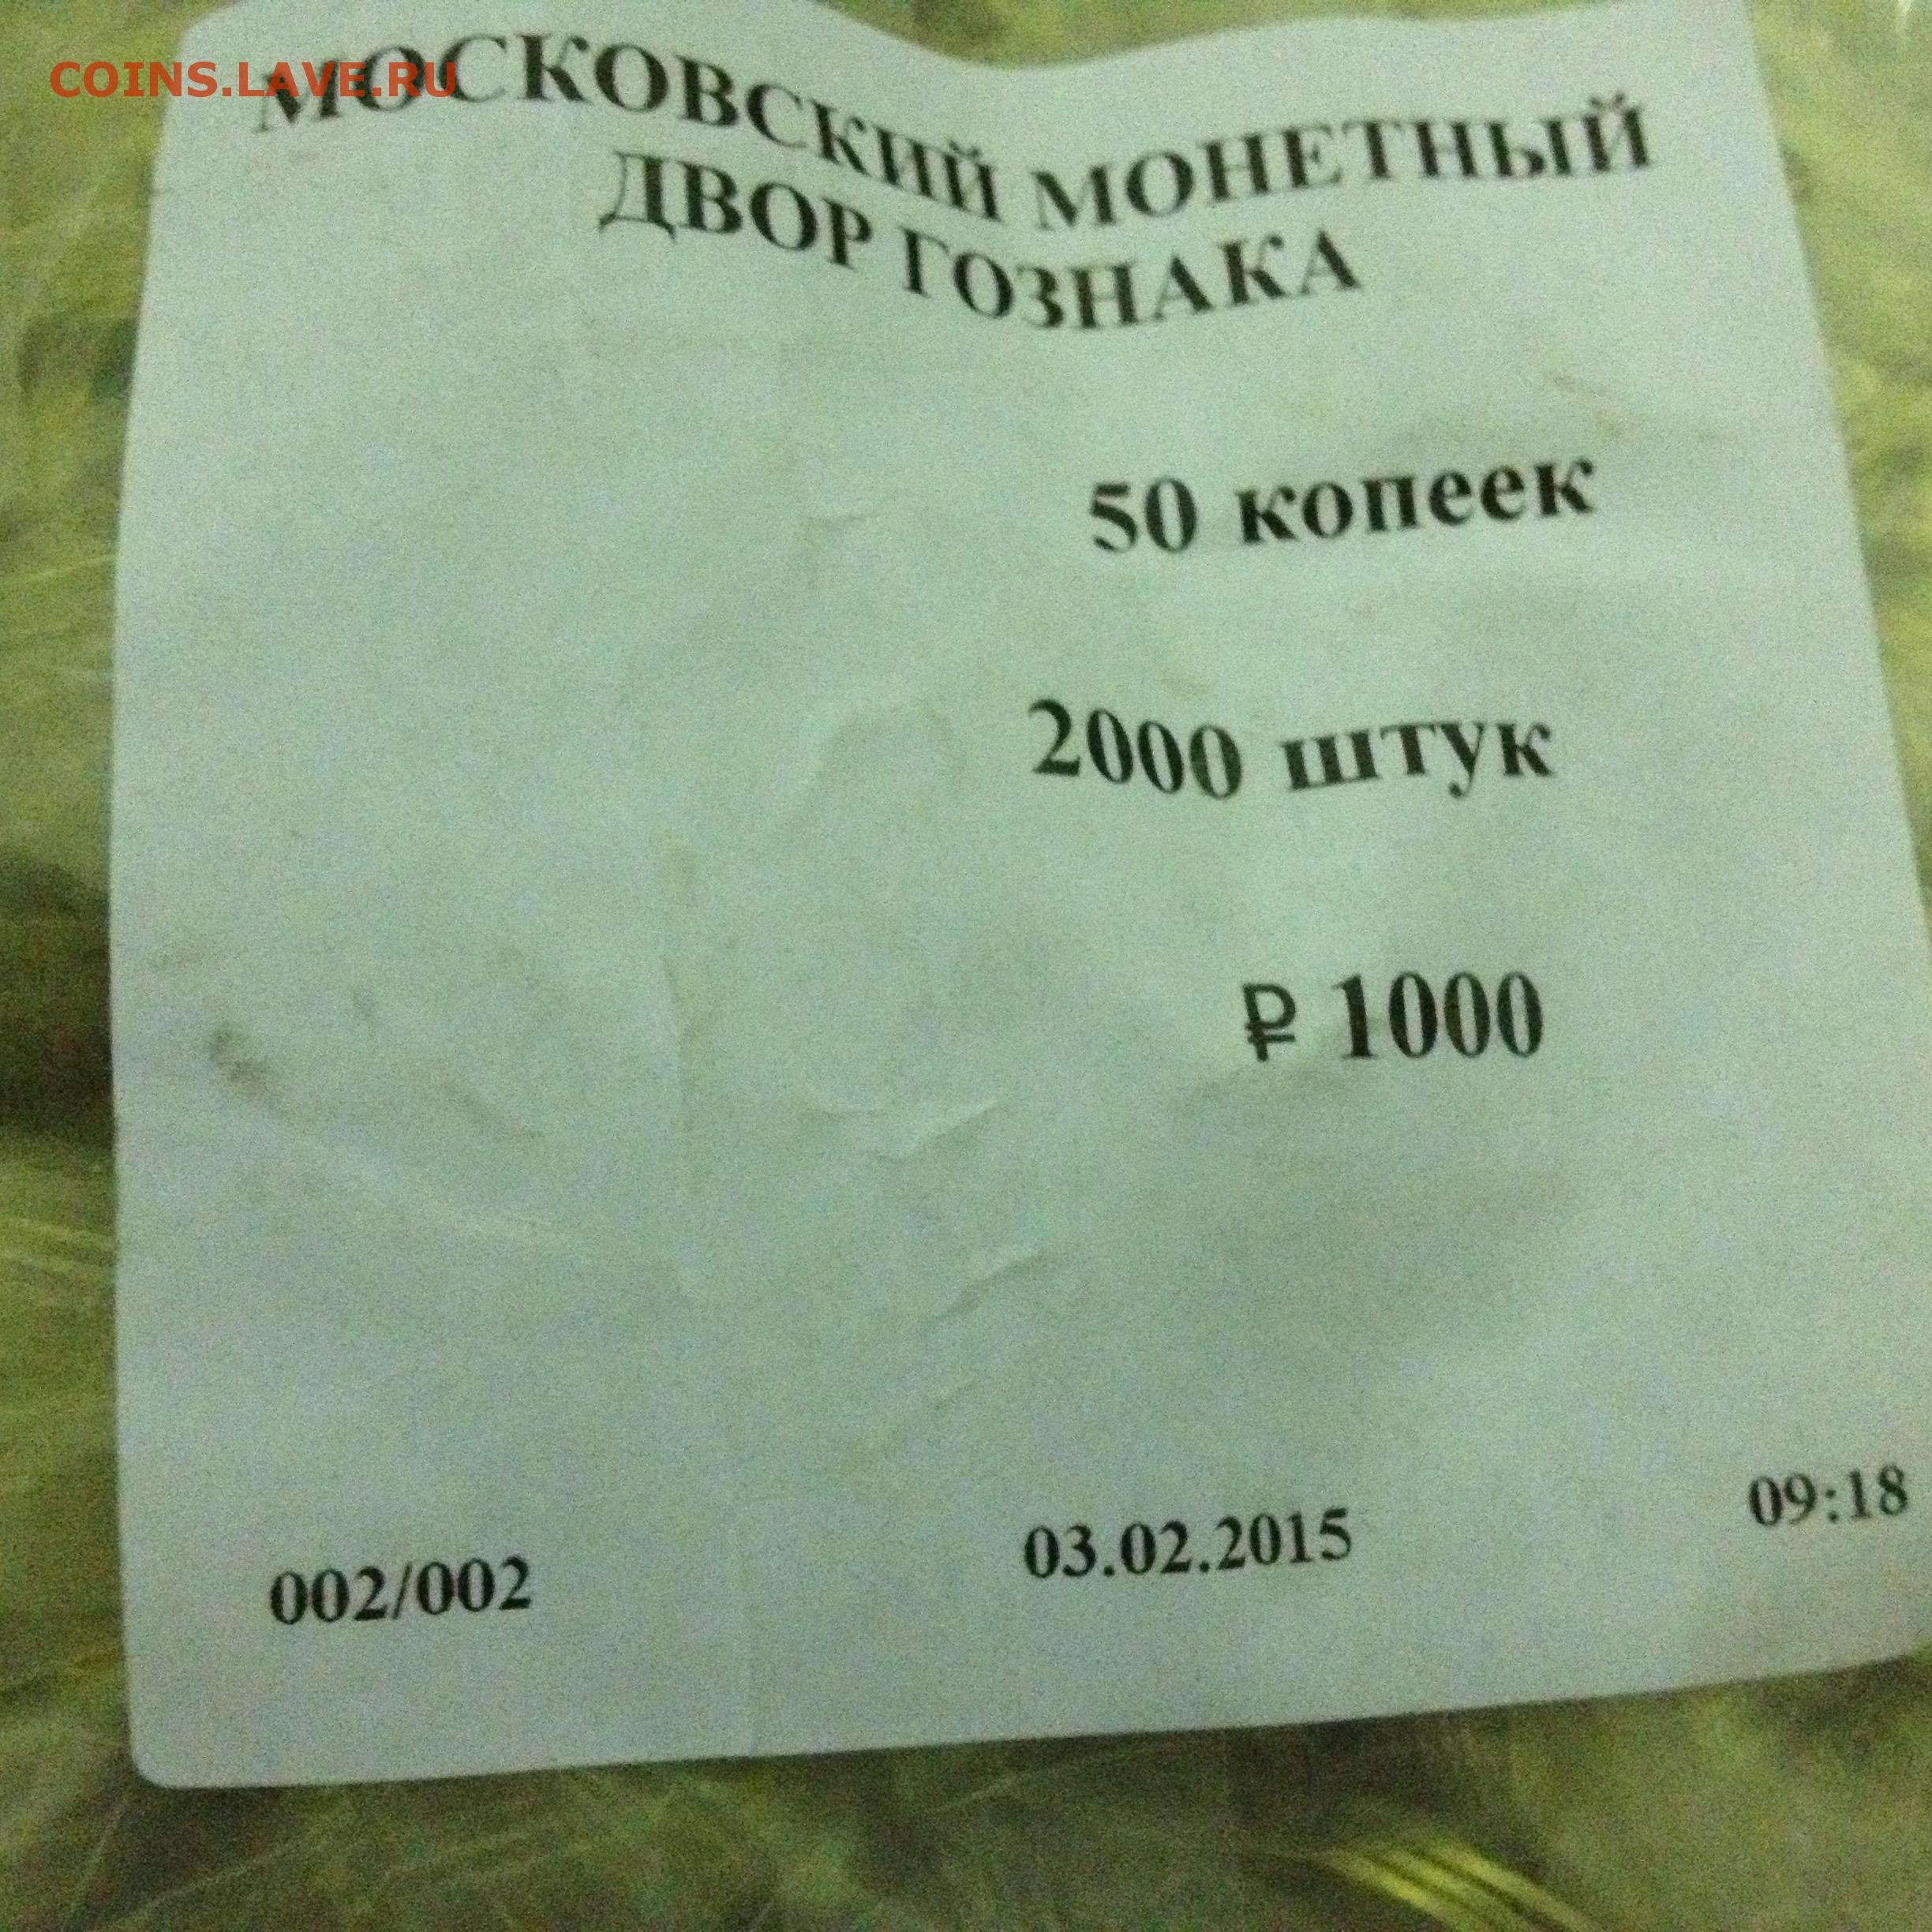 COINS.LAVE.RU
МОСКОВСКИЙ МОНЕТНЫЙ
ДВОР ГОЗНАКА
50 копеек
2000 штук
₽ 1000
002/002 03.02.2015 09:18